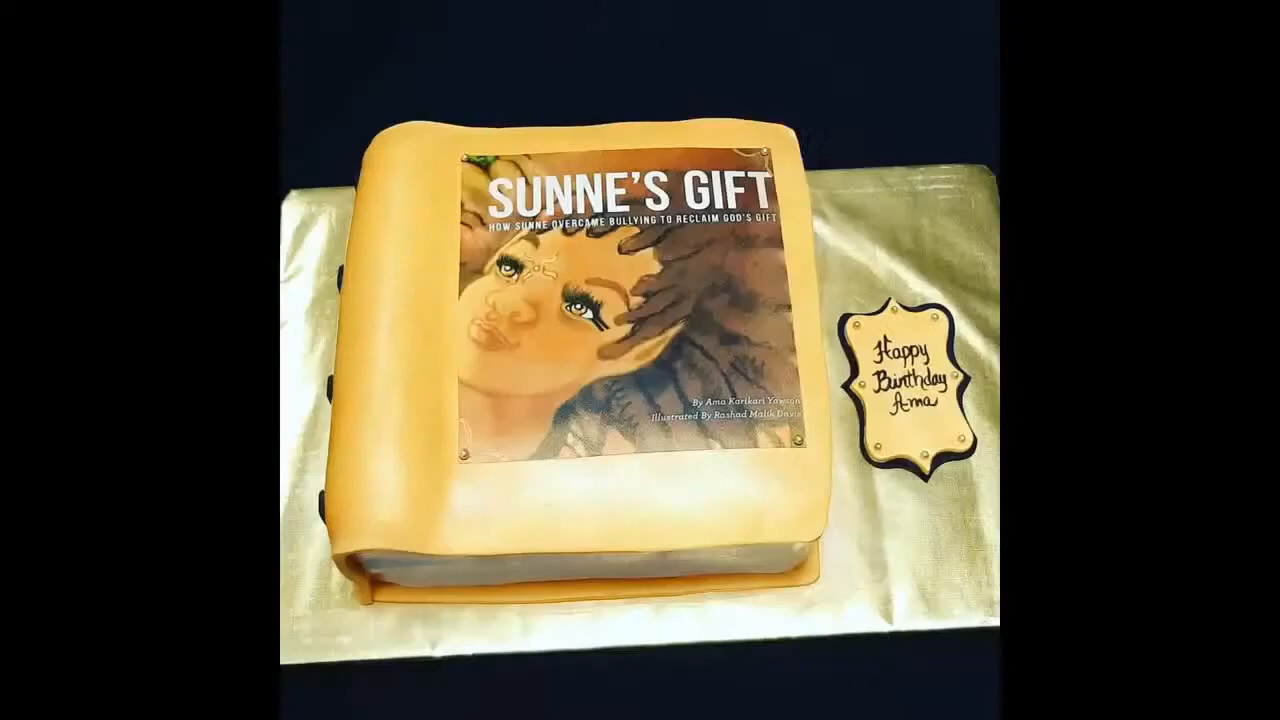 SUNNE'S GIFT
HOW SUNNE OVERCAME BULLYING TO RECLAIM GOD'S GIFT
By Ama Karikari Yawson
Illustrated By Rashad Malik Davis
Happy
Birthday
Ama